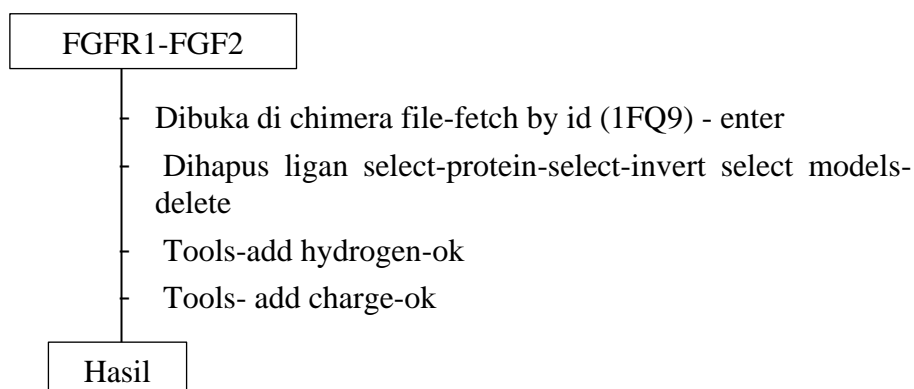 FGFR1-FGF2
- Dibuka di chimera file-fetch by id (1FQ9) - enter
- Dihapus ligan select-protein-select-invert select models-
delete
- Tools-add hydrogen-ok
- Tools- add charge-ok
Hasil